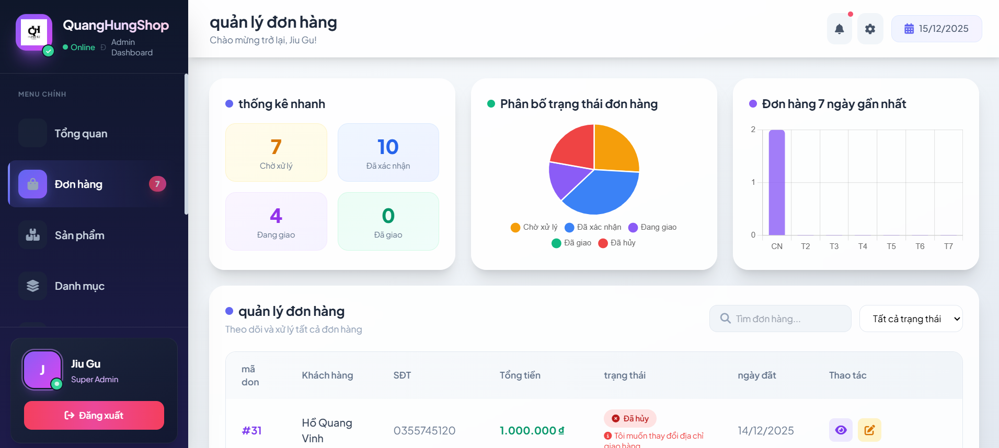 QH
QuangHungShop
Online Đ Admin
Dashboard
MENU CHÍNH
Tổng quan
Đơn hàng
7
Sản phẩm
Danh mục
J
Jiu Gu
Super Admin
Đăng xuất
quản lý đơn hàng
Chào mừng trở lại, Jiu Gu!
15/12/2025
thống kê nhanh
7
Chờ xử lý
10
Đã xác nhận
4
Đang giao
0
Đã giao
Phân bố trạng thái đơn hàng
Chờ xử lý Đã xác nhận Đang giao
Đã giao Đã hủy
Đơn hàng 7 ngày gần nhất
2
1
0
CN T2 T3 T4 T5 T6 T7
quản lý đơn hàng
Theo dõi và xử lý tất cả đơn hàng
Tìm đơn hàng...
Tất cả trạng thái
mã
don
Khách hàng
SĐT
Tổng tiền
trạng thái
ngày đăt
Thao tác
#31
Hồ Quang
Vinh
0355745120
1.000.000 ₫
Đã hủy
Tôi muốn thay đổi địa chỉ
giao hàng
14/12/2025